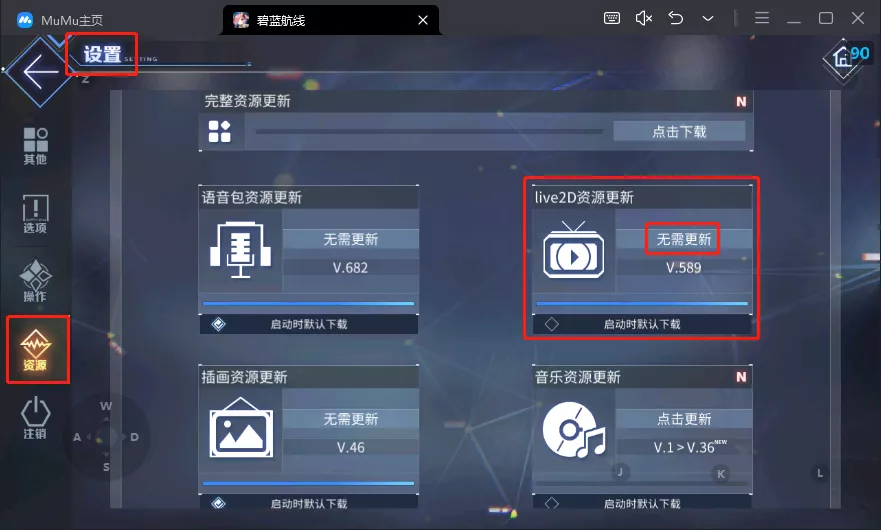 MuMu主页
碧蓝航线
设置
SETTING
90
其他
选项
操作
资源
注销
完整资源更新
N
点击下载
语音包资源更新
无需更新
V.682
启动时默认下载
live2D资源更新
无需更新
V.589
启动时默认下载
插画资源更新
无需更新
V.46
启动时默认下载
音乐资源更新
N
点击更新
V.1 > V.36 NEW
启动时默认下载
Z
W
A
D
S
J
K
L